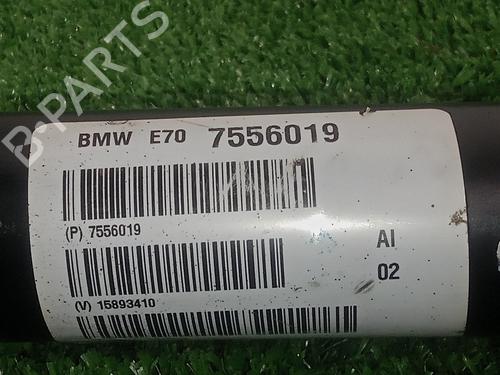 B-PARTS
BMW E70 7556019
(P) 7556019
AI
02
(V) 15893410